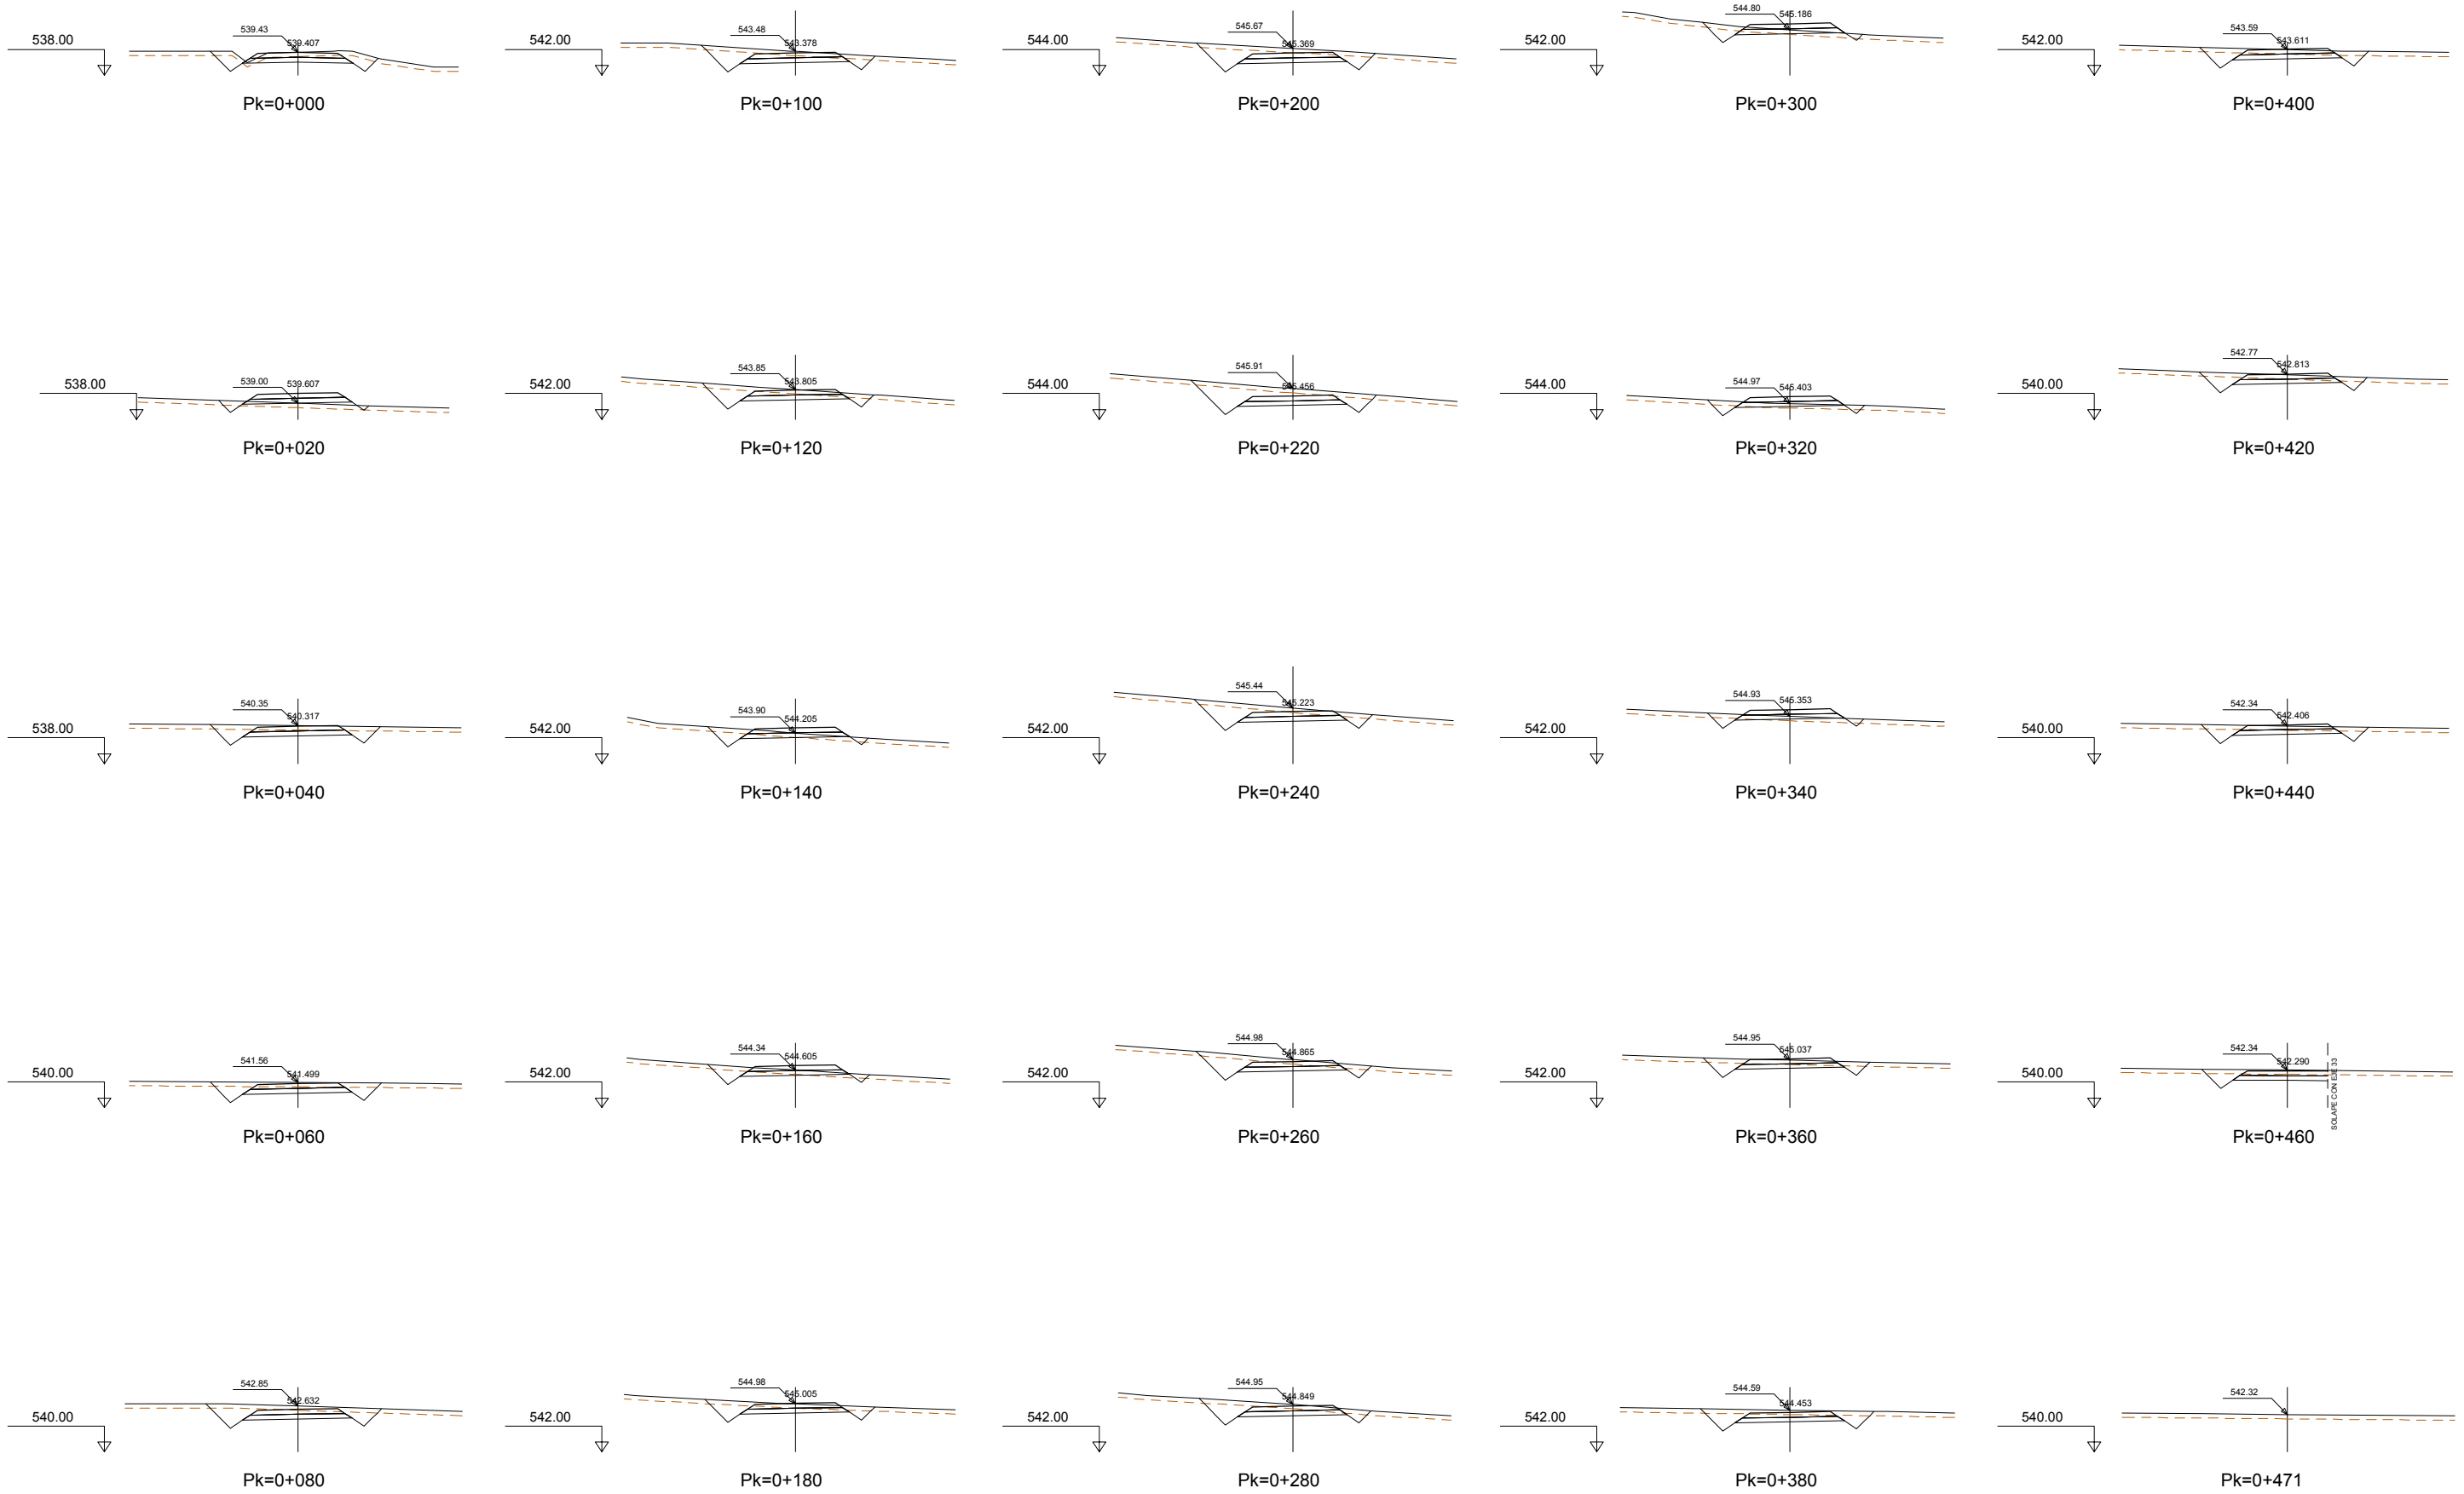 538.00
539.43
539.407
Pk=0+000
542.00
543.48
543.378
Pk=0+100
544.00
545.67
545.369
Pk=0+200
542.00
544.80
545.186
Pk=0+300
542.00
543.59
543.611
Pk=0+400
538.00
539.00
539.607
Pk=0+020
542.00
543.85
543.805
Pk=0+120
544.00
545.91
545.456
Pk=0+220
544.00
544.97
545.403
Pk=0+320
540.00
542.77
542.813
Pk=0+420
538.00
540.35
540.317
Pk=0+040
542.00
543.90
544.205
Pk=0+140
542.00
545.44
545.223
Pk=0+240
542.00
544.93
545.353
Pk=0+340
540.00
542.34
542.406
Pk=0+440
540.00
541.56
541.499
Pk=0+060
542.00
544.34
544.605
Pk=0+160
542.00
544.98
544.865
Pk=0+260
542.00
544.95
545.037
Pk=0+360
540.00
542.34
542.290
SOLAPE CON EJE 33
Pk=0+460
540.00
542.85
542.632
Pk=0+080
542.00
544.98
545.005
Pk=0+180
542.00
544.95
544.849
Pk=0+280
542.00
544.59
544.453
Pk=0+380
540.00
542.32
Pk=0+471